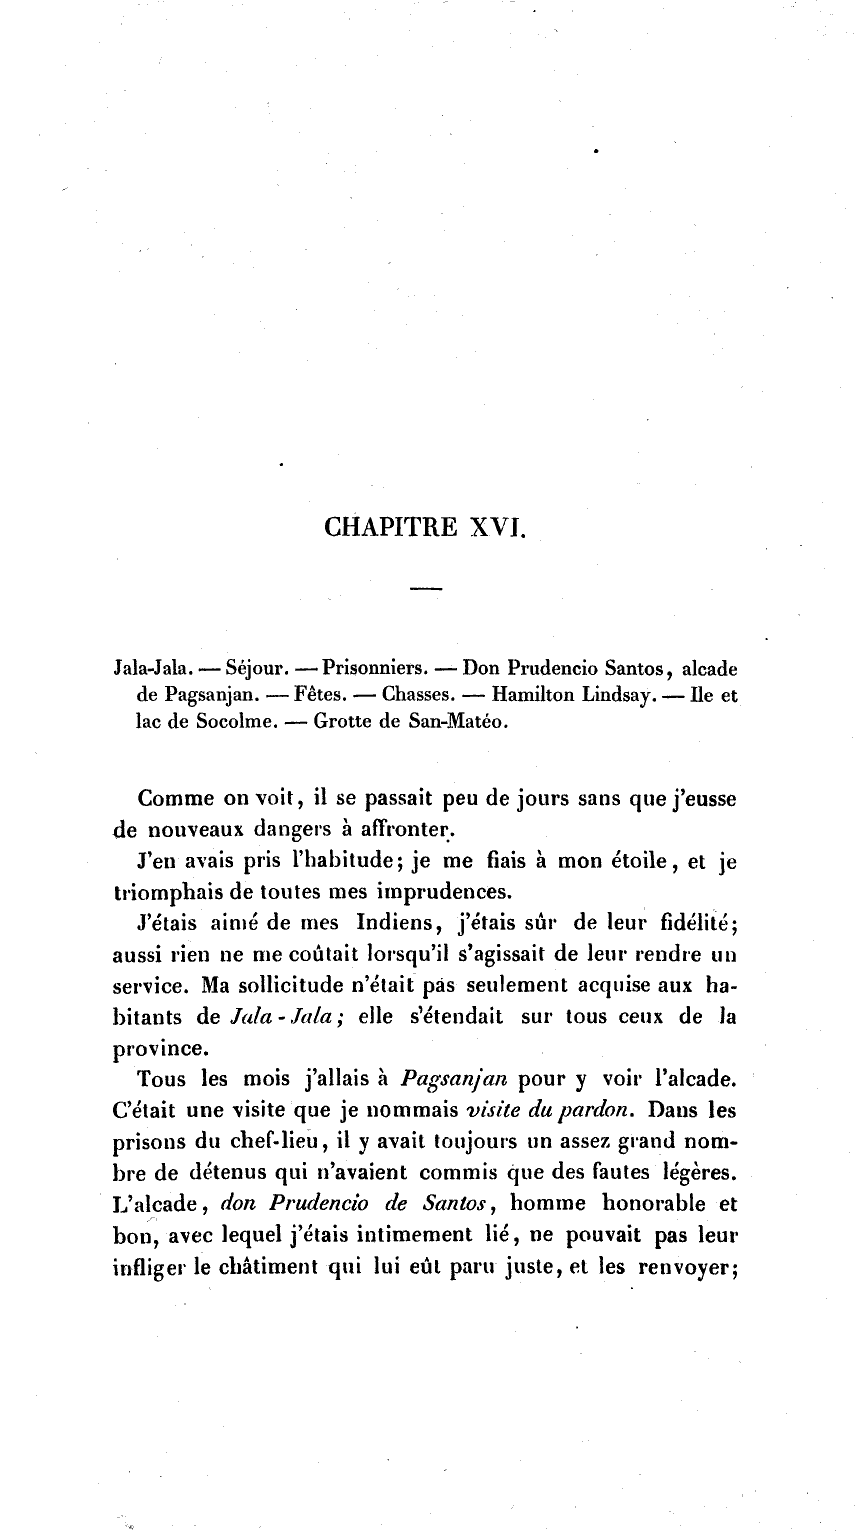 CHAPITRE XVI.
Jala-Jala. — Séjour. — Prisonniers. — Don Prudencio Santos, alcade
de Pagsanjan. — Fêtes. — Chasses. — Hamilton Lindsay. — Ile et
lac de Socolme. — Grotte de San-Matéo.
Comme on voit, il se passait peu de jours sans que j'eusse
de nouveaux dangers à affronter.
J'en avais pris l'habitude; je me fiais à mon étoile, et je
triomphais de toutes mes imprudences.
J'étais aimé de mes Indiens, j'étais sûr de leur fidélité;
aussi rien ne me coûtait lorsqu'il s'agissait de leur rendre un
service. Ma sollicitude n'était pas seulement acquise aux ha-
bitants de Jala-Jala; elle s'étendait sur tous ceux de la
province.
Tous les mois j'allais à Pagsanjan pour y voir l'alcade.
C'était une visite que je nommais visite du pardon. Dans les
prisons du chef-lieu, il y avait toujours un assez grand nom-
bre de détenus qui n'avaient commis que des fautes légères.
L'alcade, don Prudencio de Santos, homme honorable et
bon, avec lequel j'étais intimement lié, ne pouvait pas leur
infliger le châtiment qui lui eût paru juste, et les renvoyer;